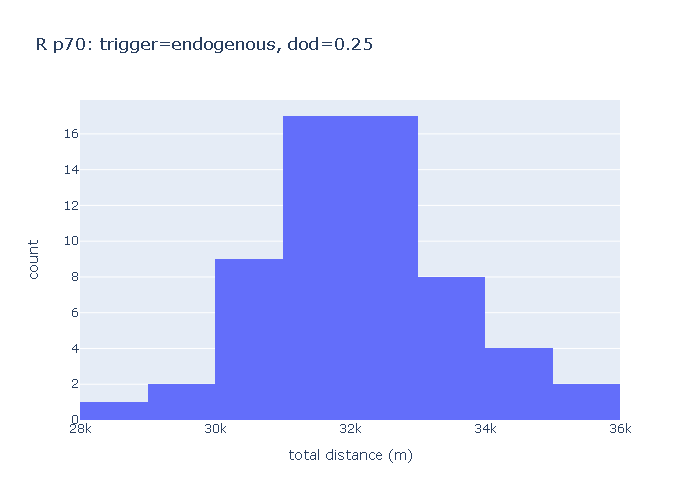 R p70: trigger=endogenous, dod=0.25
16
14
12
10
8
6
4
2
0
count
28k 30k 32k 34k 36k
total distance (m)